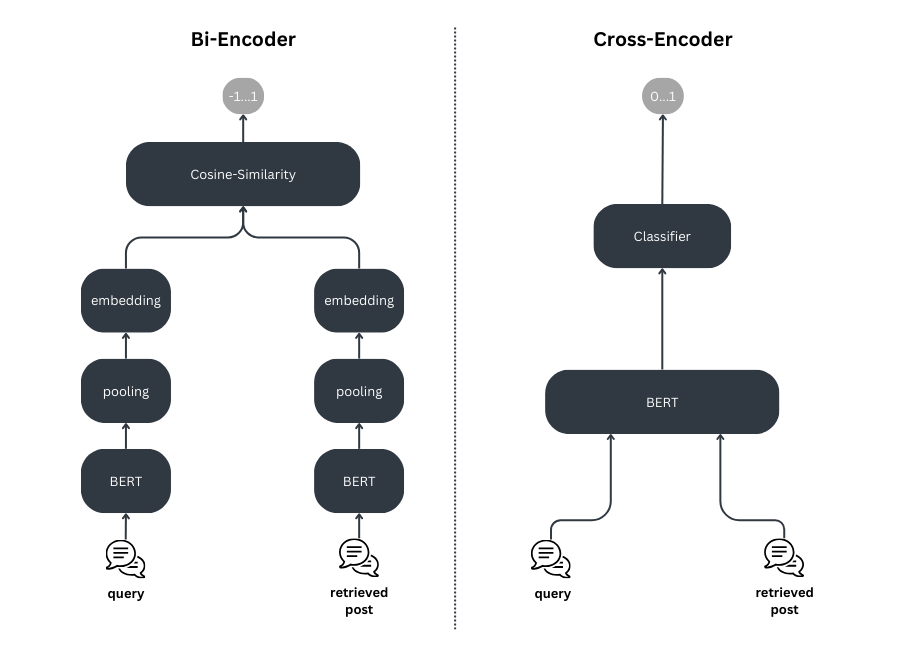 Bi-Encoder
-1...1
Cosine-Similarity
embedding
embedding
pooling
pooling
BERT
BERT
query
retrieved
post
Cross-Encoder
0...1
Classifier
BERT
query
retrieved
post